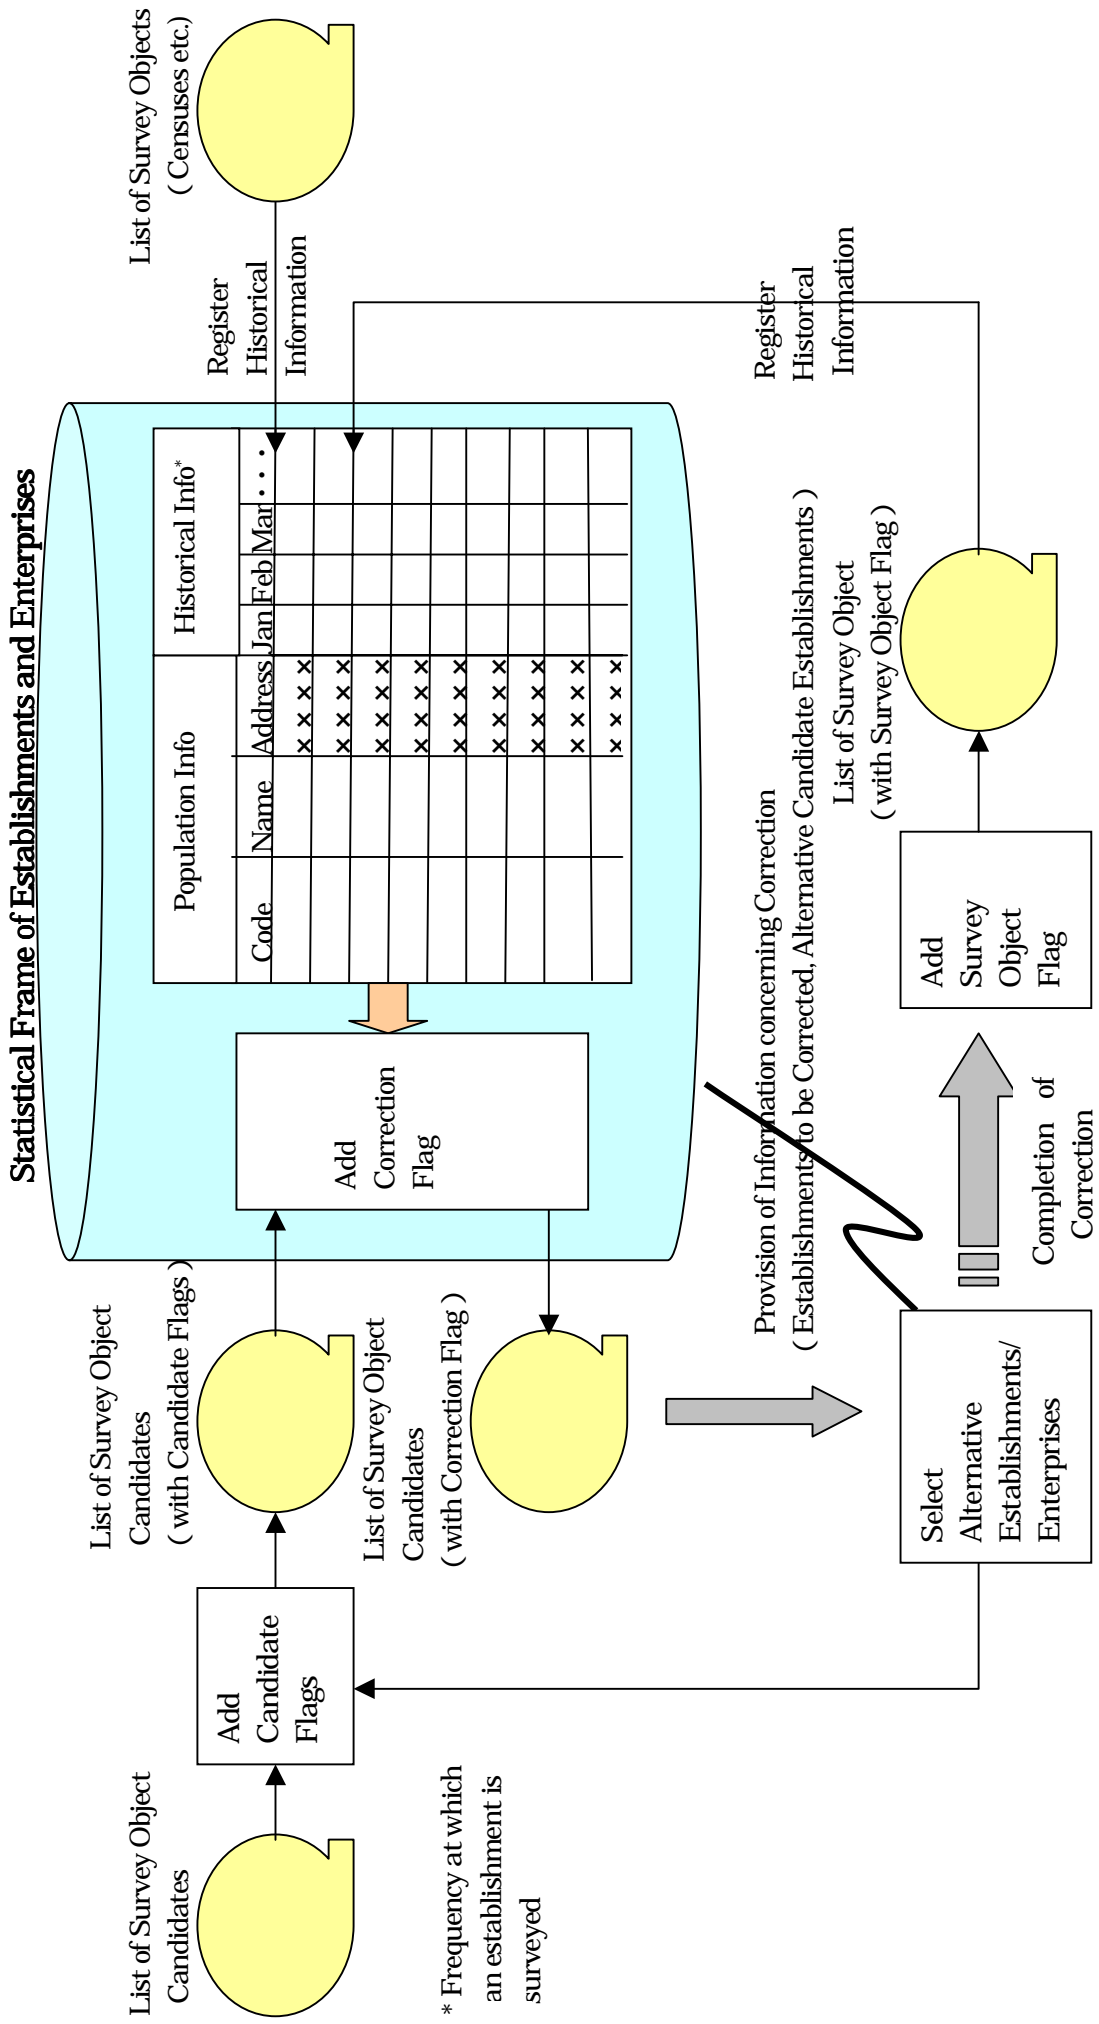 Statistical Frame of Establishments and Enterprises
List of Survey Object
Candidates
Add
Candidate
Flags
List of Survey Object
Candidates
( with Candidate Flags )
List of Survey Object
Candidates
( with Correction Flag )
Add
Correction
Flag
Population Info
Historical Info*
Code Name Address Jan Feb Mar ・・・
××××
××××
××××
××××
××××
××××
××××
××××
××××
Register
Historical
Information
List of Survey Objects
( Censuses etc.)
* Frequency at which
an establishment is
surveyed
Select
Alternative
Establishments/
Enterprises
Provision of Information concerning Correction
( Establishments to be Corrected, Alternative Candidate Establishments )
Completion of
Correction
Add
Survey
Object
Flag
List of Survey Object
( with Survey Object Flag )
Register
Historical
Information